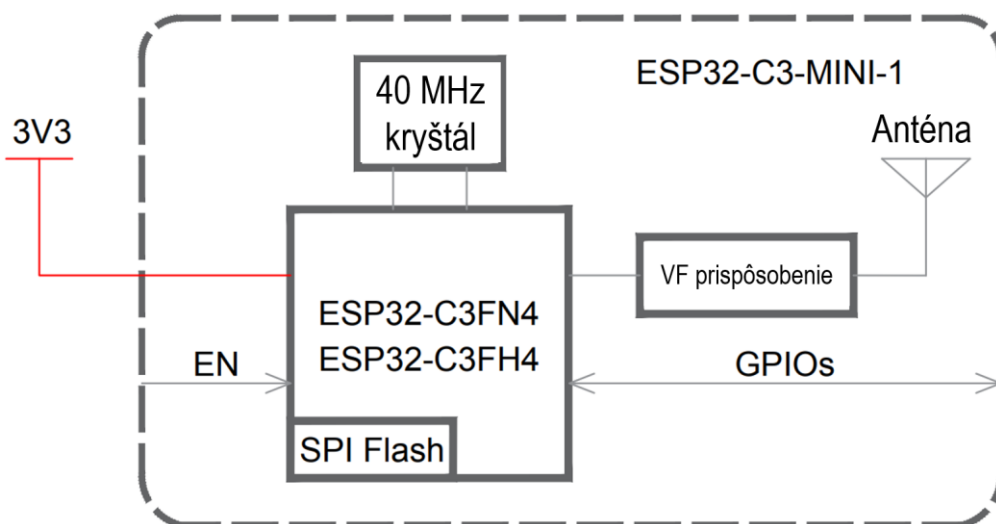 ESP32-C3-MINI-1
40 MHz
kryštál
3V3
Anténa
VF prispôsobenie
ESP32-C3FN4
ESP32-C3FH4
EN
GPIOs
SPI Flash